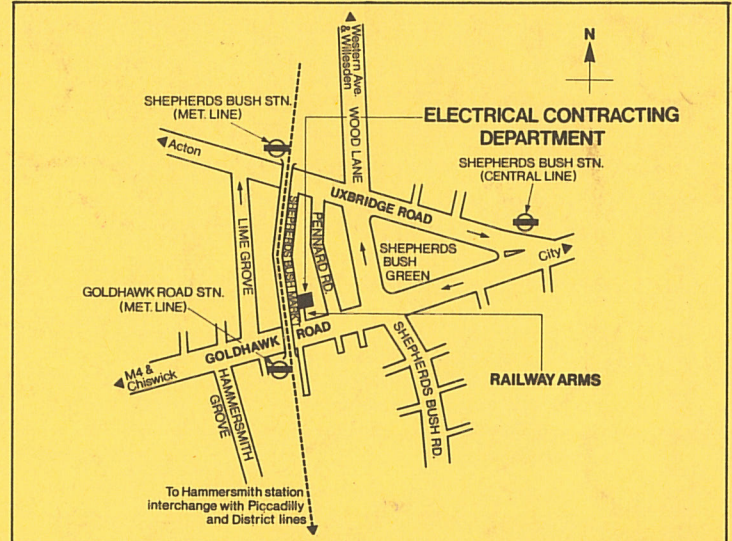 N
Western Ave.
& Willesden
WOOD LANE
SHEPHERDS BUSH STN.
(MET. LINE)
ELECTRICAL CONTRACTING
DEPARTMENT
Acton
SHEPHERDS BUSH STN.
(CENTRAL LINE)
UXBRIDGE ROAD
LIME GROVE
SHEPHERDS BUSH MARKT
PENNARD RD.
SHEPHERDS
BUSH
GREEN
City
GOLDHAWK ROAD STN.
(MET. LINE)
GOLDHAWK ROAD
SHEPHERDS BUSH RD.
M4 &
Chiswick
HAMMERSMITH
GROVE
RAILWAY ARMS
To Hammersmith station
interchange with Piccadilly
and District lines